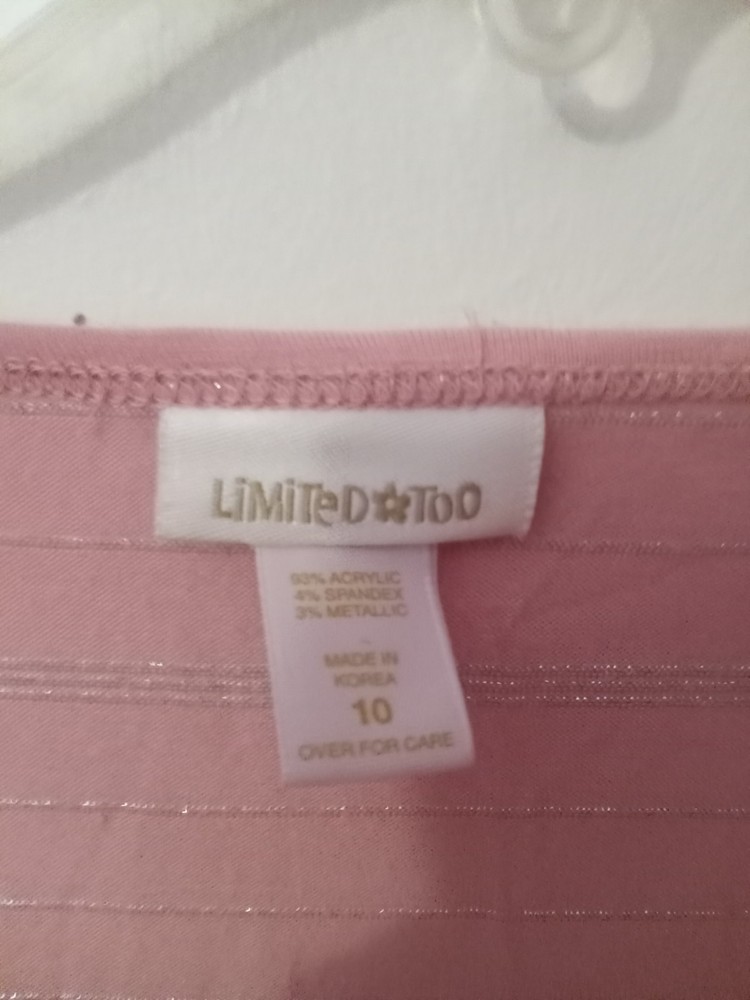 LiMiTeD TOO
93% ACRYLIC
4% SPANDEX
3% METALLIC
MADE IN
KOREA
10
OVER FOR CARE